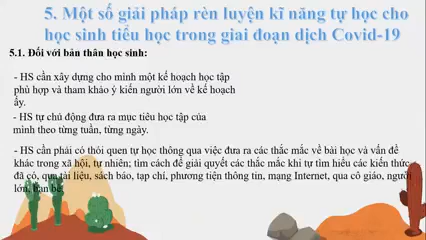 5. Một số giải pháp rèn luyện kĩ năng tự học cho
học sinh tiểu học trong giai đoạn dịch Covid-19
5.1. Đối với bản thân học sinh:
- HS cần xây dựng cho mình một kế hoạch học tập
phù hợp và tham khảo ý kiến người lớn về kế hoạch
ấy.
- HS tự chủ động đưa ra mục tiêu học tập của
mình theo từng tuần, từng ngày.
- HS cần phải có thói quen tự học thông qua việc đưa ra các thắc mắc về bài học và vấn đề
khác trong xã hội, tự nhiên; tìm cách để giải quyết các thắc mắc khi tự tìm hiểu các kiến thức
đã có, qua tài liệu, sách báo, tạp chí, phương tiện thông tin, mạng Internet, qua cô giáo, người
lớn, bạn bè.